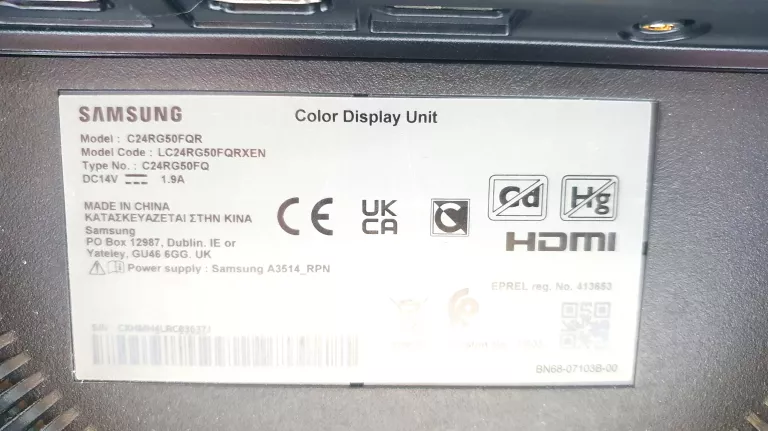 SAMSUNG
Color Display Unit
Model : C24RG50FQR
Model Code : LC24RG50FQRXEN
Type No. : C24RG50FQ
DC14V 1.9A
MADE IN CHINA
ΚΑΤΑΣΚΕΥΑΖΕΤΑΙ ΣΤΗΝ ΚΙΝΑ
Samsung
PO Box 12987, Dublin. IE or
Yateley, GU46 6GG. UK
Power supply : Samsung A3514_RPN
CE
UK
CA
Cd
Hg
HDMI
EPREL reg. No. 413653
BN68-07103B-00